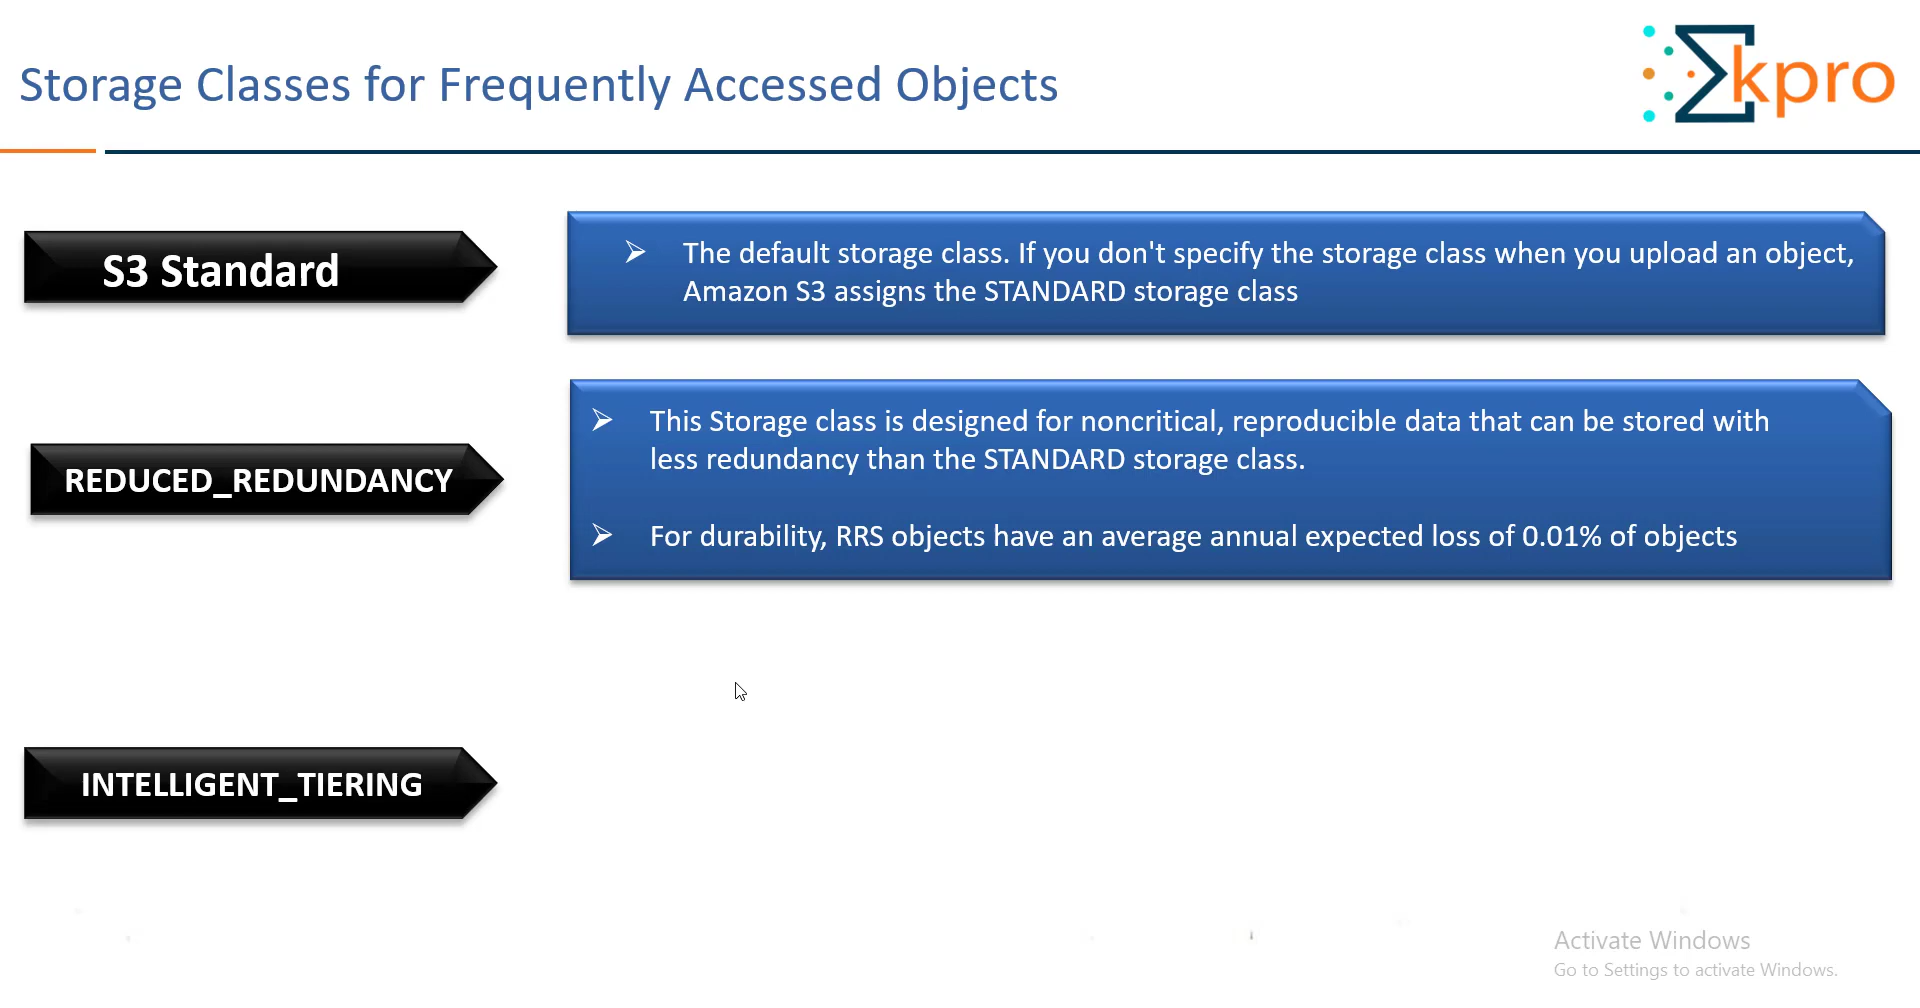 Storage Classes for Frequently Accessed Objects
kpro
S3 Standard
The default storage class. If you don't specify the storage class when you upload an object,
Amazon S3 assigns the STANDARD storage class
REDUCED_REDUNDANCY
This Storage class is designed for noncritical, reproducible data that can be stored with
less redundancy than the STANDARD storage class.
For durability, RRS objects have an average annual expected loss of 0.01% of objects
INTELLIGENT_TIERING
Activate Windows
Go to Settings to activate Windows.